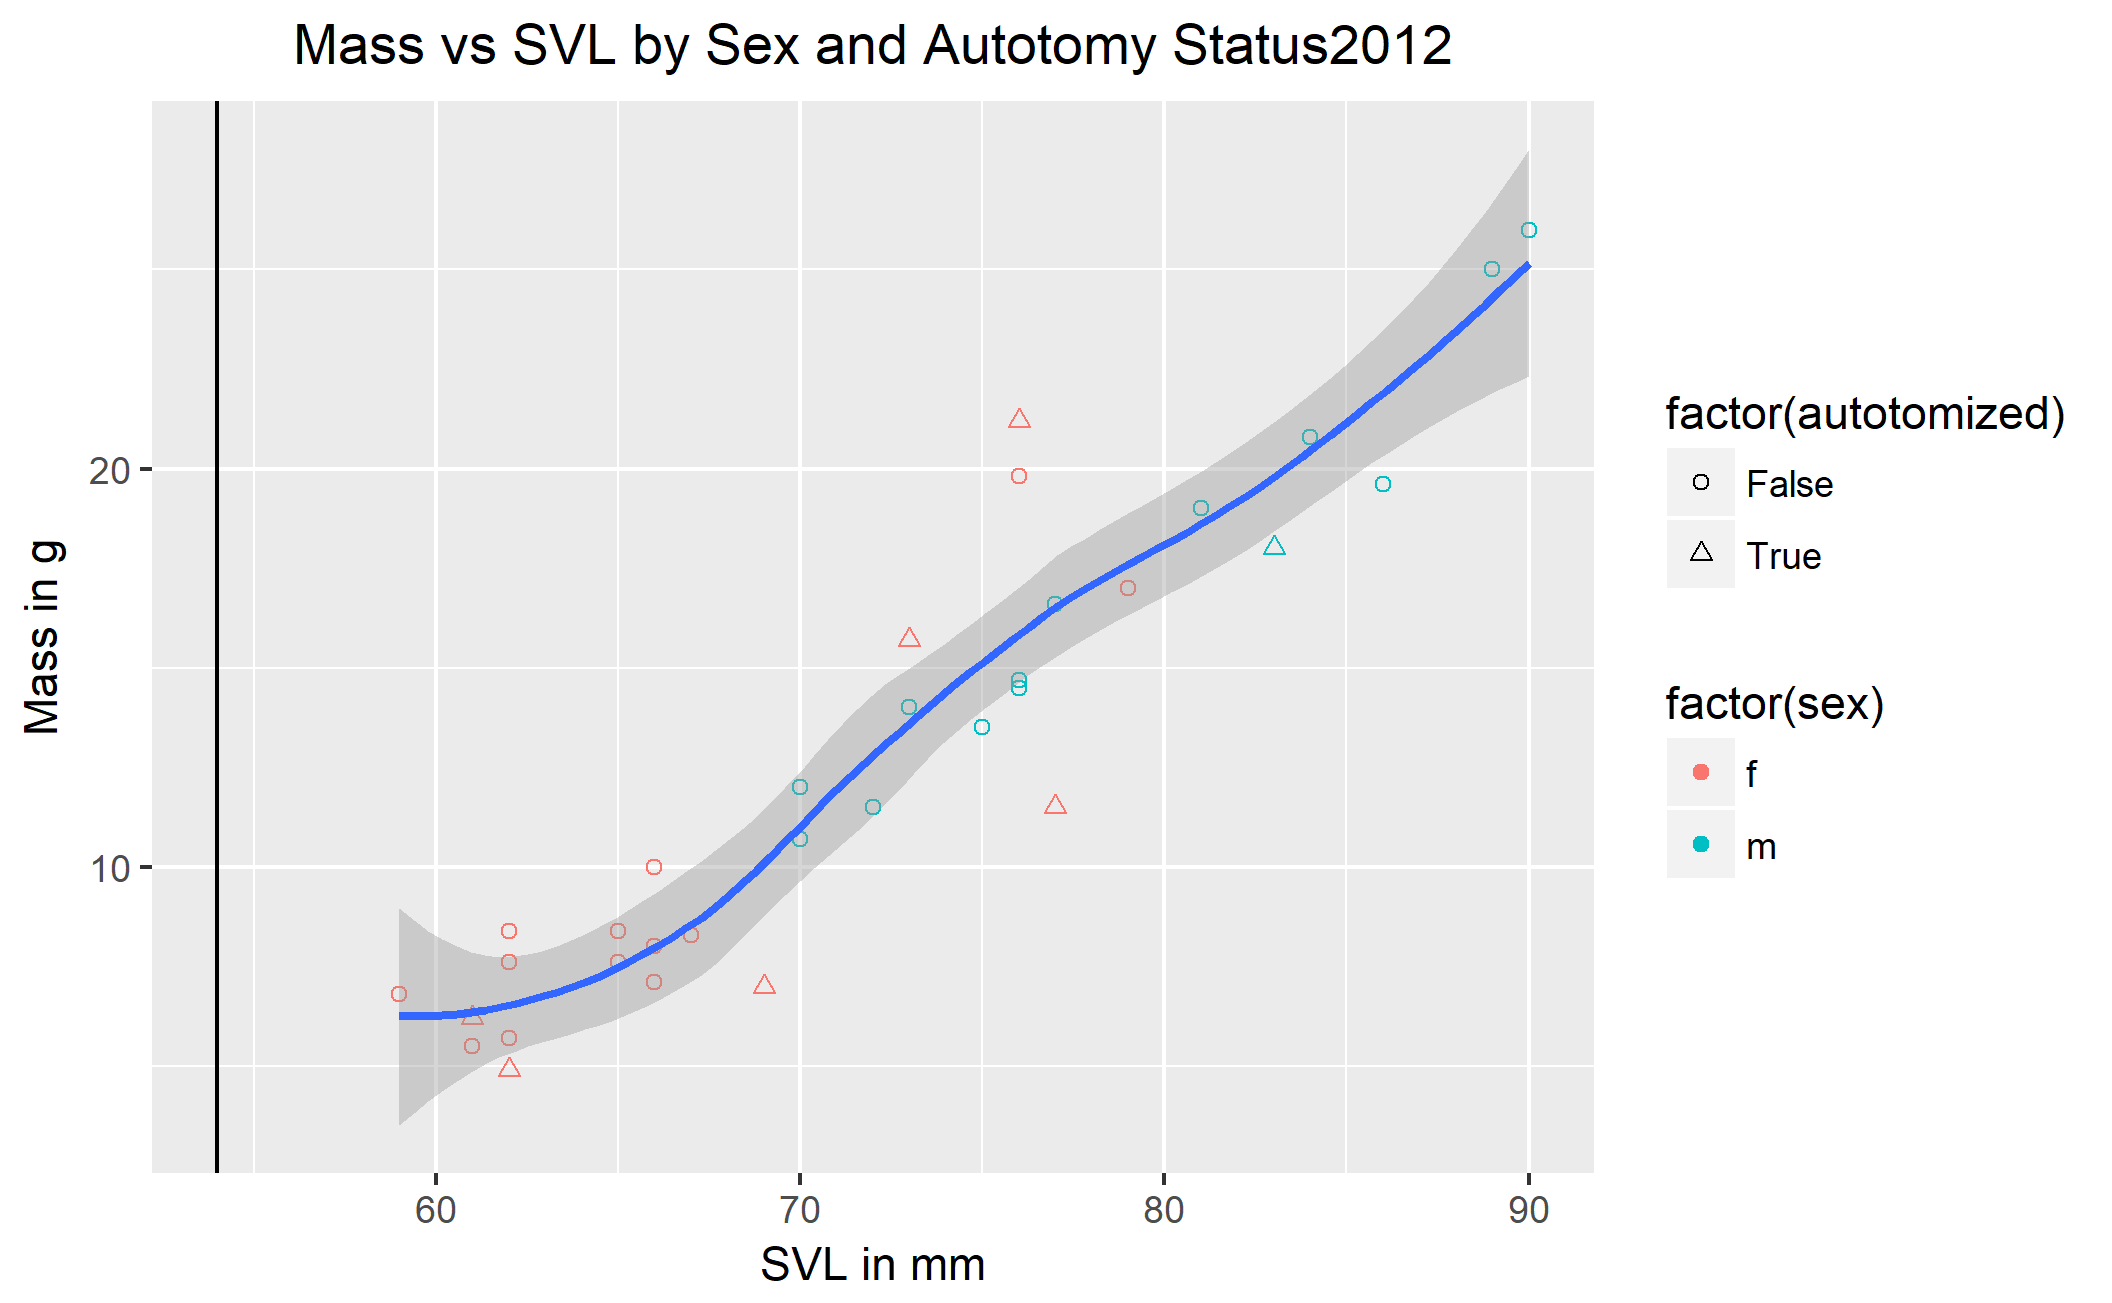 Mass vs SVL by Sex and Autotomy Status2012
Mass in g
20
10
60 70 80 90
SVL in mm
factor(autotomized)
False
True
factor(sex)
f
m